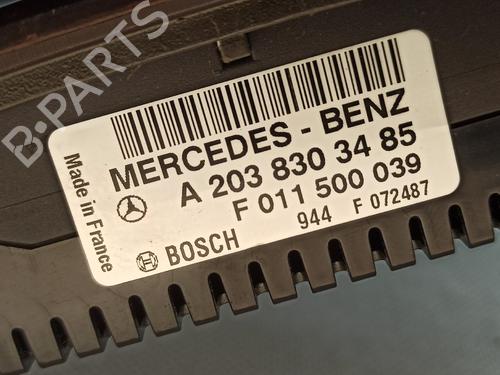 B-PARTS
MERCEDES - BENZ
A 203 830 34 85
F 011 500 039
BOSCH 944 F 072487
Made in France